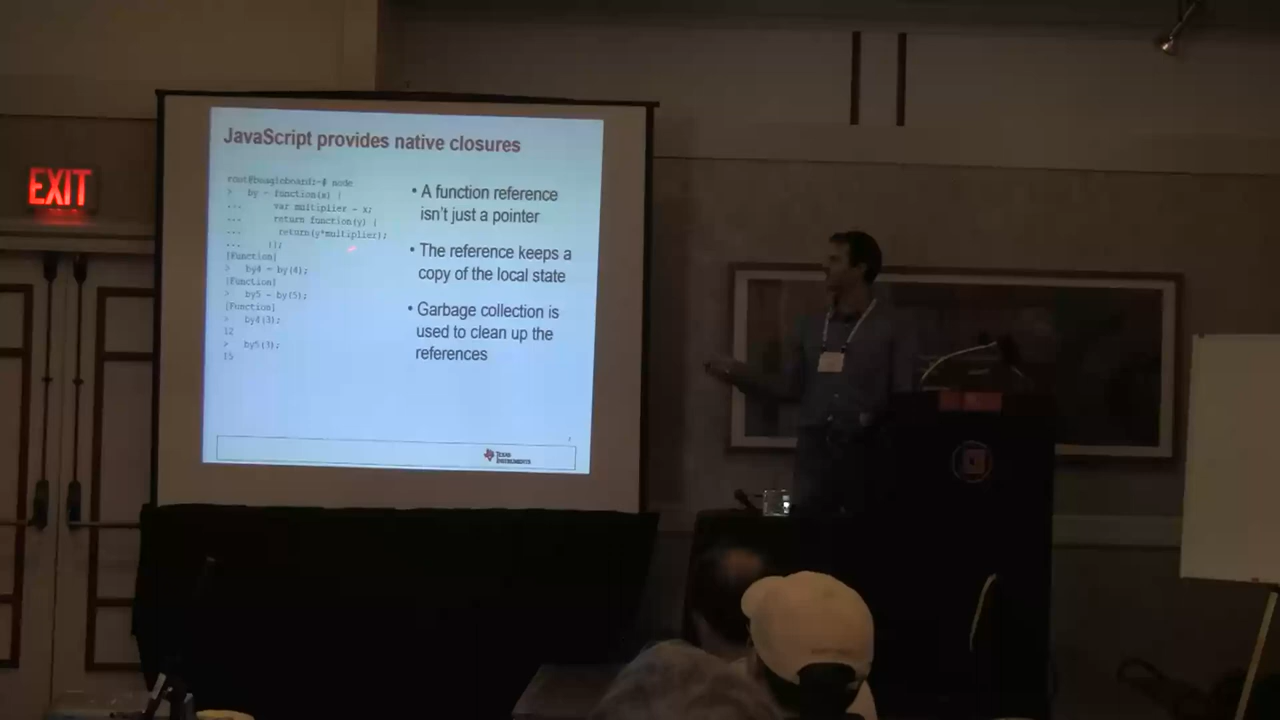 EXIT
JavaScript provides native closures
root@beagleboard:~# node
> by = function(x) {
... var multiplier = x;
... return function(y) {
... return(y*multiplier);
... }};
[Function]
> by4 = by(4);
[Function]
> by5 = by(5);
[Function]
> by4(3);
12
> by5(3);
15
• A function reference
isn't just a pointer
• The reference keeps a
copy of the local state
• Garbage collection is
used to clean up the
references
TEXAS
INSTRUMENTS